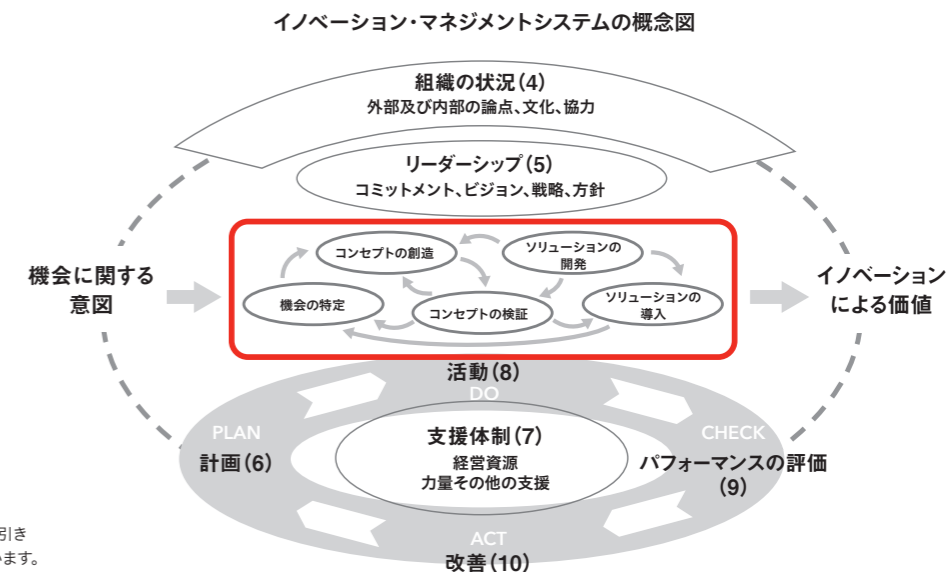 イノベーション・マネジメントシステムの概念図
組織の状況(4)
外部及び内部の論点、文化、協力
リーダーシップ(5)
コミットメント、ビジョン、戦略、方針
コンセプトの創造
ソリューションの
開発
機会に関する
意図
機会の特定
コンセプトの検証
ソリューションの
導入
イノベーション
による価値
活動(8)
DO
PLAN
計画(6)
支援体制(7)
経営資源
力量その他の支援
CHECK
パフォーマンスの評価
(9)
ACT
改善(10)
引き
います。